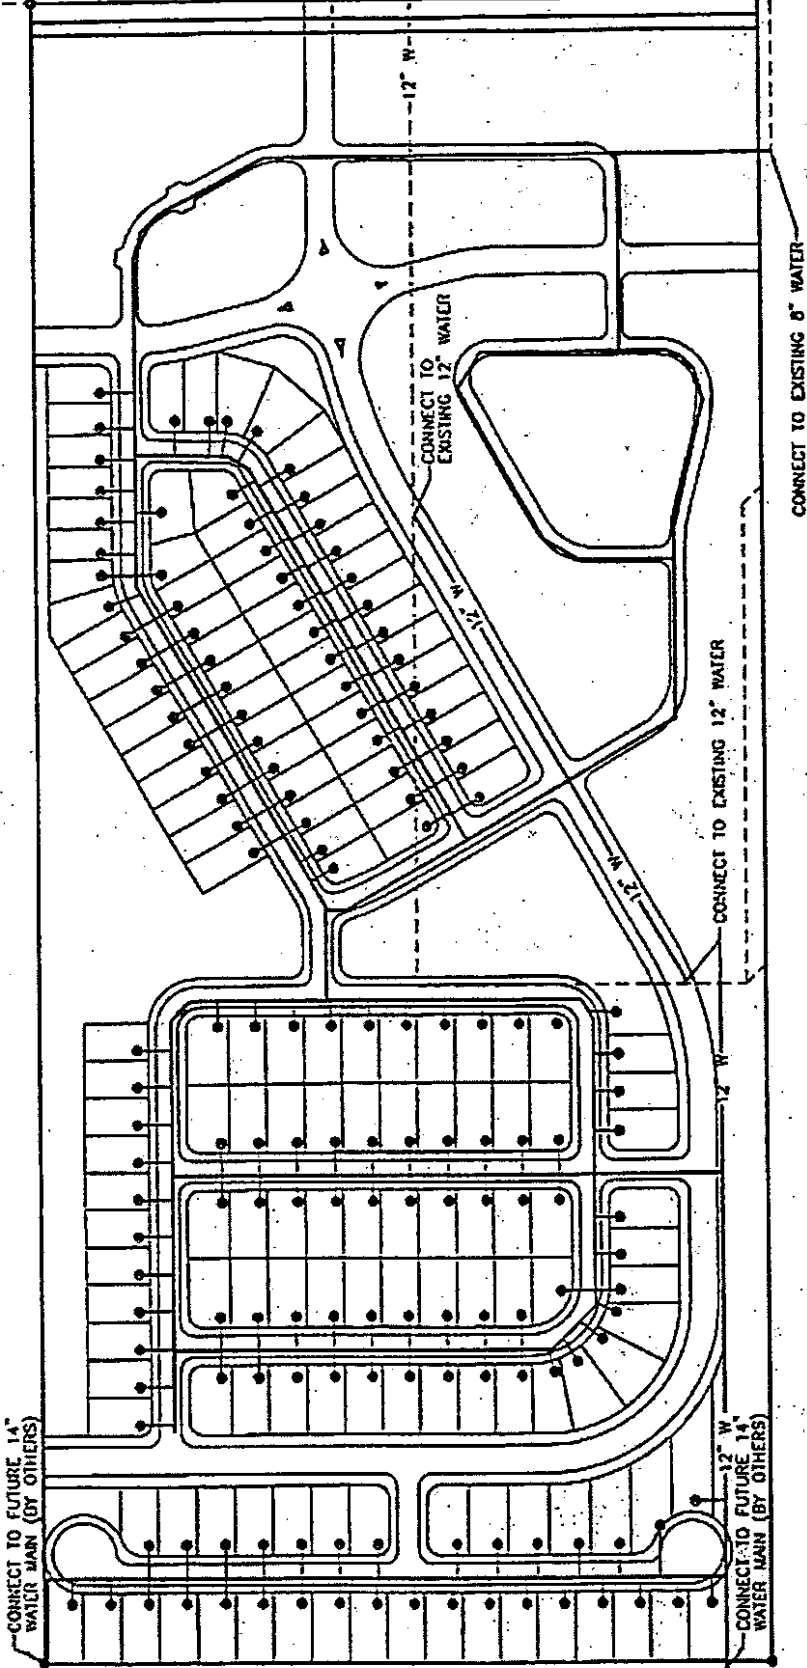 12" W
CONNECT TO EXISTING 8" WATER
CONNECT TO
EXISTING 12" WATER
12" W
CONNECT TO EXISTING 12" WATER
12" W
12" W
CONNECT TO FUTURE 14"
WATER MAIN (BY OTHERS)
12" W
CONNECT TO FUTURE 14"
WATER MAIN (BY OTHERS)